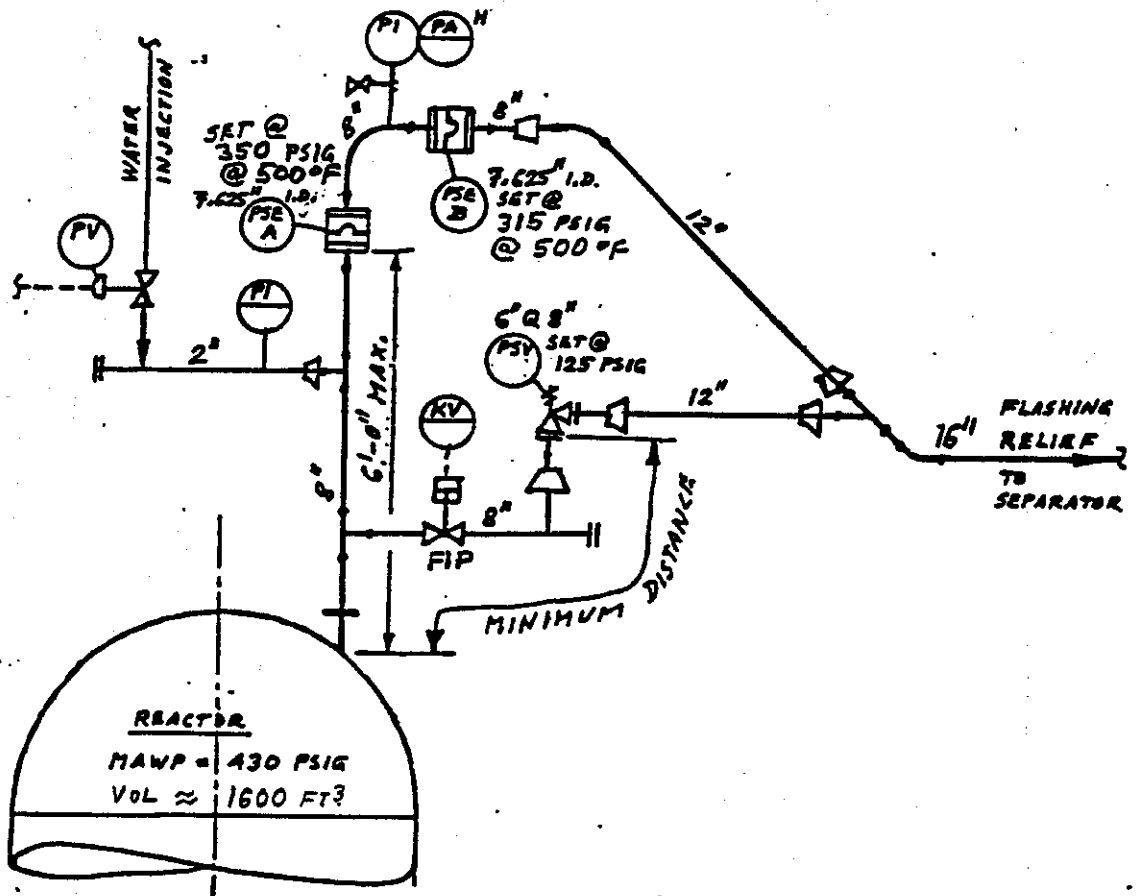 PI
PA
H
WATER
INJECTION
8"
8"
SET @
350 PSIG
@ 500°F
7.625" I.D.
PSE
A
7.625" I.D.
PSE
B
SET @
315 PSIG
@ 500°F
PV
PI
2"
12"
6" Q 8"
PSV
SET @
125 PSIG
12"
XV
6'-0" MAX.
8"
8"
FIP
16"
FLASHING
RELIEF
TO
SEPARATOR
MINIMUM DISTANCE
REACTOR
MAWP = 430 PSIG
VOL ≈ 1600 FT³